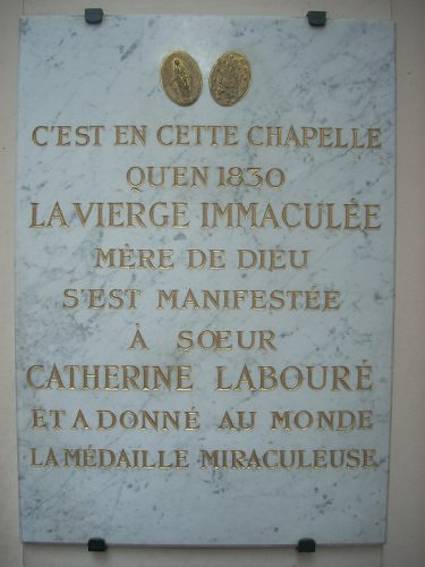 C'EST EN CETTE CHAPELLE
QU'EN 1830
LA VIERGE IMMACULÉE
MÈRE DE DIEU
S'EST MANIFESTÉE
À SŒUR
CATHERINE LABOURÉ
ET A DONNÉ AU MONDE
LA MÉDAILLE MIRACULEUSE